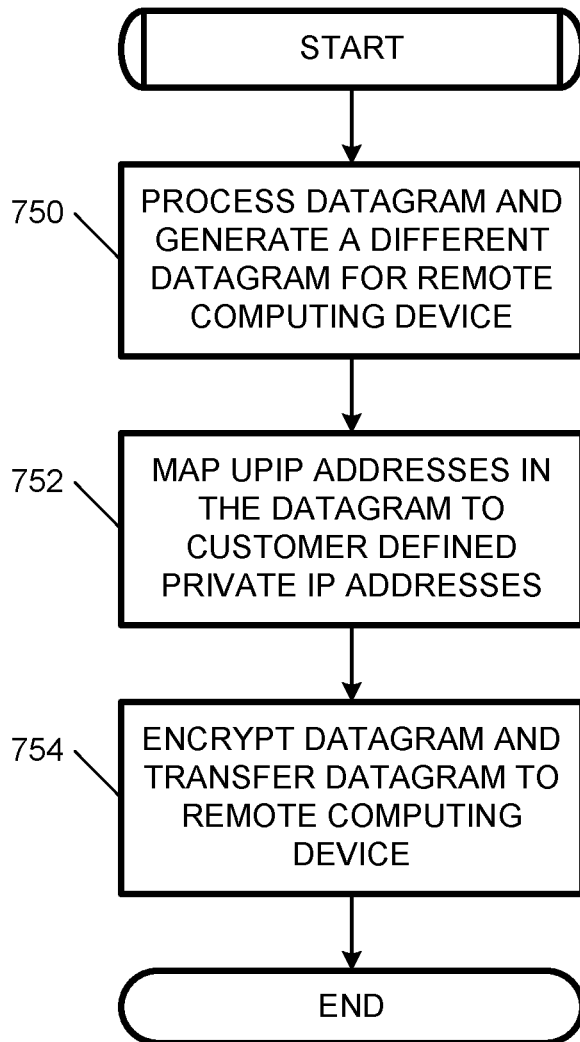 START
750
PROCESS DATAGRAM AND
GENERATE A DIFFERENT
DATAGRAM FOR REMOTE
COMPUTING DEVICE
752
MAP UPIP ADDRESSES IN
THE DATAGRAM TO
CUSTOMER DEFINED
PRIVATE IP ADDRESSES
754
ENCRYPT DATAGRAM AND
TRANSFER DATAGRAM TO
REMOTE COMPUTING
DEVICE
END